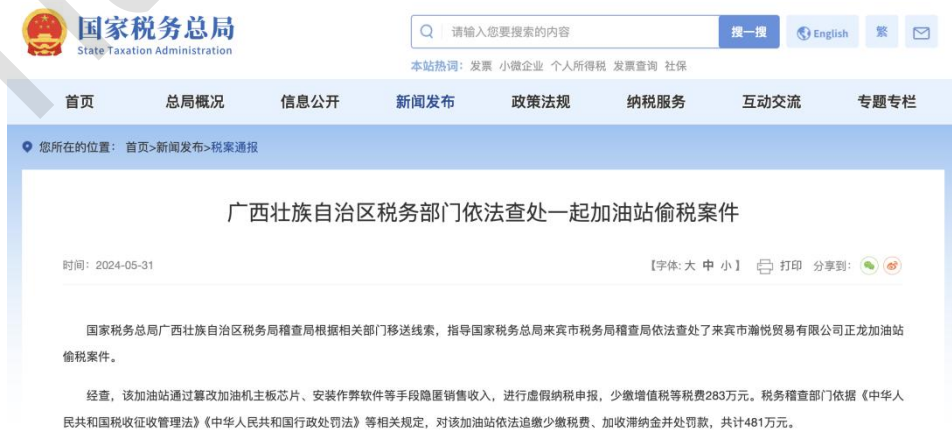 国家税务总局
State Taxation Administration
请输入您要搜索的内容
搜一搜
English
繁
本站热词：发票 小微企业 个人所得税 发票查询 社保
首页 总局概况 信息公开 新闻发布 政策法规 纳税服务 互动交流 专题专栏
您所在的位置： 首页>新闻发布>税案通报
广西壮族自治区税务部门依法查处一起加油站偷税案件
时间：2024-05-31
【字体:大 中 小】 打印 分享到:
国家税务总局广西壮族自治区税务局稽查局根据相关部门移送线索，指导国家税务总局来宾市税务局稽查局依法查处了来宾市瀚悦贸易有限公司正龙加油站
偷税案件。
经查，该加油站通过篡改加油机主板芯片、安装作弊软件等手段隐匿销售收入，进行虚假纳税申报，少缴增值税等税费283万元。税务稽查部门依据《中华人
民共和国税收征收管理法》《中华人民共和国行政处罚法》等相关规定，对该加油站依法追缴少缴税费、加收滞纳金并处罚款，共计481万元。